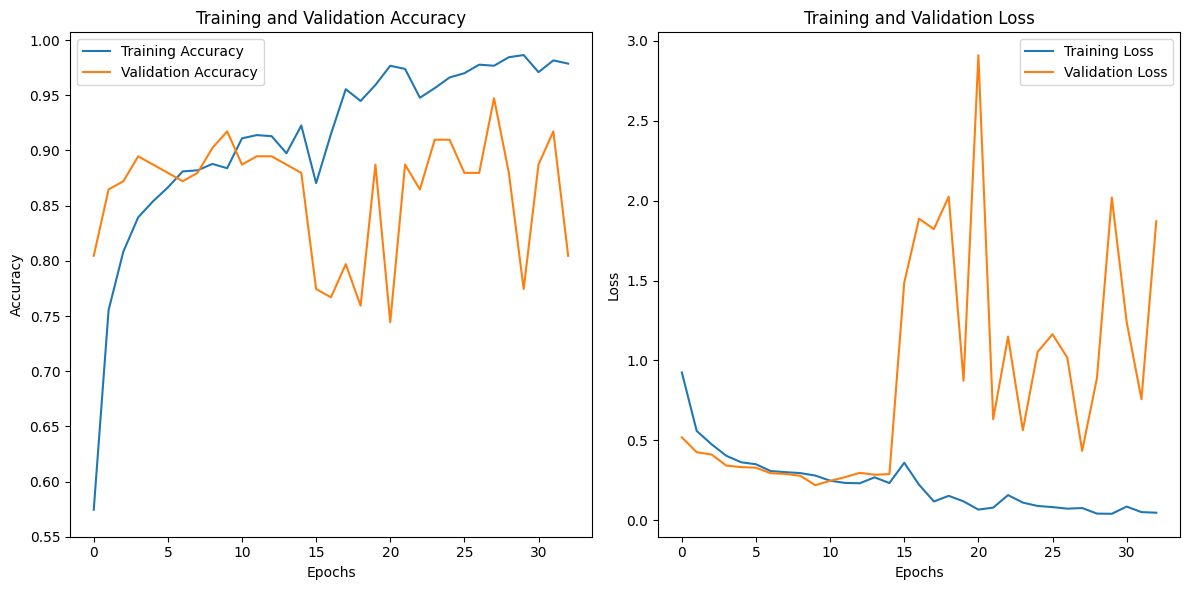 Training and Validation Accuracy
Training Accuracy
Validation Accuracy
Accuracy
1.00
0.95
0.90
0.85
0.80
0.75
0.70
0.65
0.60
0.55
0 5 10 15 20 25 30
Epochs
Training and Validation Loss
Training Loss
Validation Loss
Loss
3.0
2.5
2.0
1.5
1.0
0.5
0.0
0 5 10 15 20 25 30
Epochs